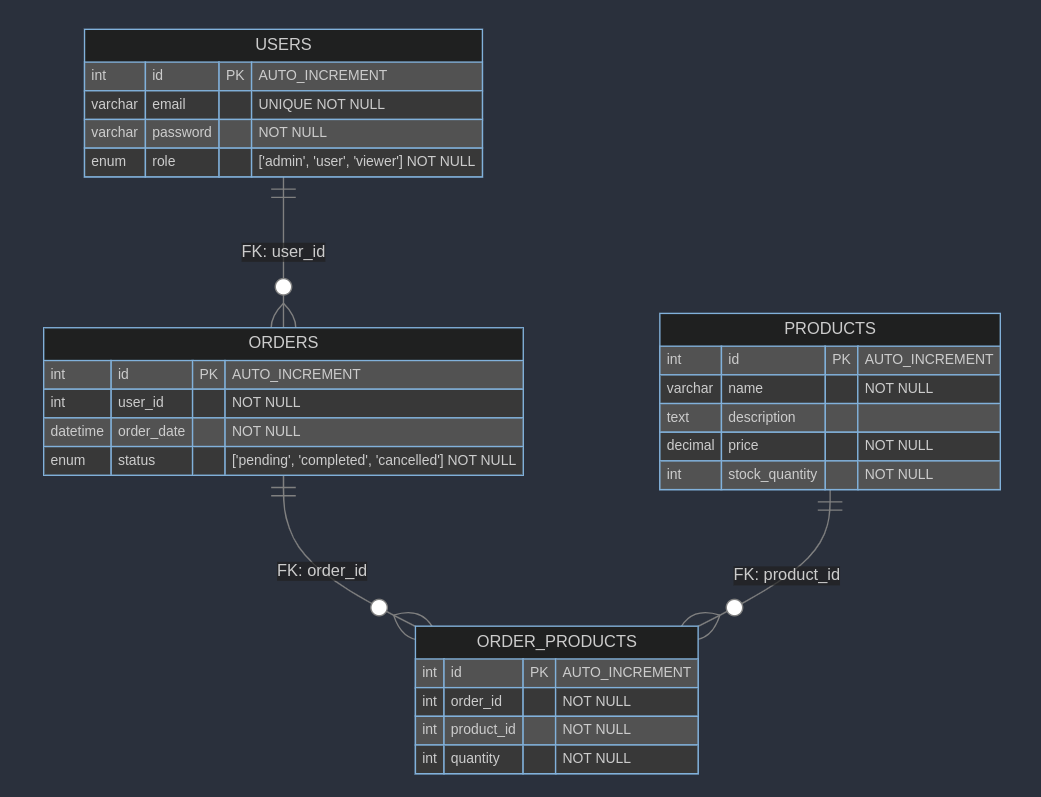 USERS
int id PK AUTO_INCREMENT
varchar email UNIQUE NOT NULL
varchar password NOT NULL
enum role ['admin', 'user', 'viewer'] NOT NULL
FK: user_id
ORDERS
int id PK AUTO_INCREMENT
int user_id NOT NULL
datetime order_date NOT NULL
enum status ['pending', 'completed', 'cancelled'] NOT NULL
PRODUCTS
int id PK AUTO_INCREMENT
varchar name NOT NULL
text description
decimal price NOT NULL
int stock_quantity NOT NULL
FK: order_id
FK: product_id
ORDER_PRODUCTS
int id PK AUTO_INCREMENT
int order_id NOT NULL
int product_id NOT NULL
int quantity NOT NULL